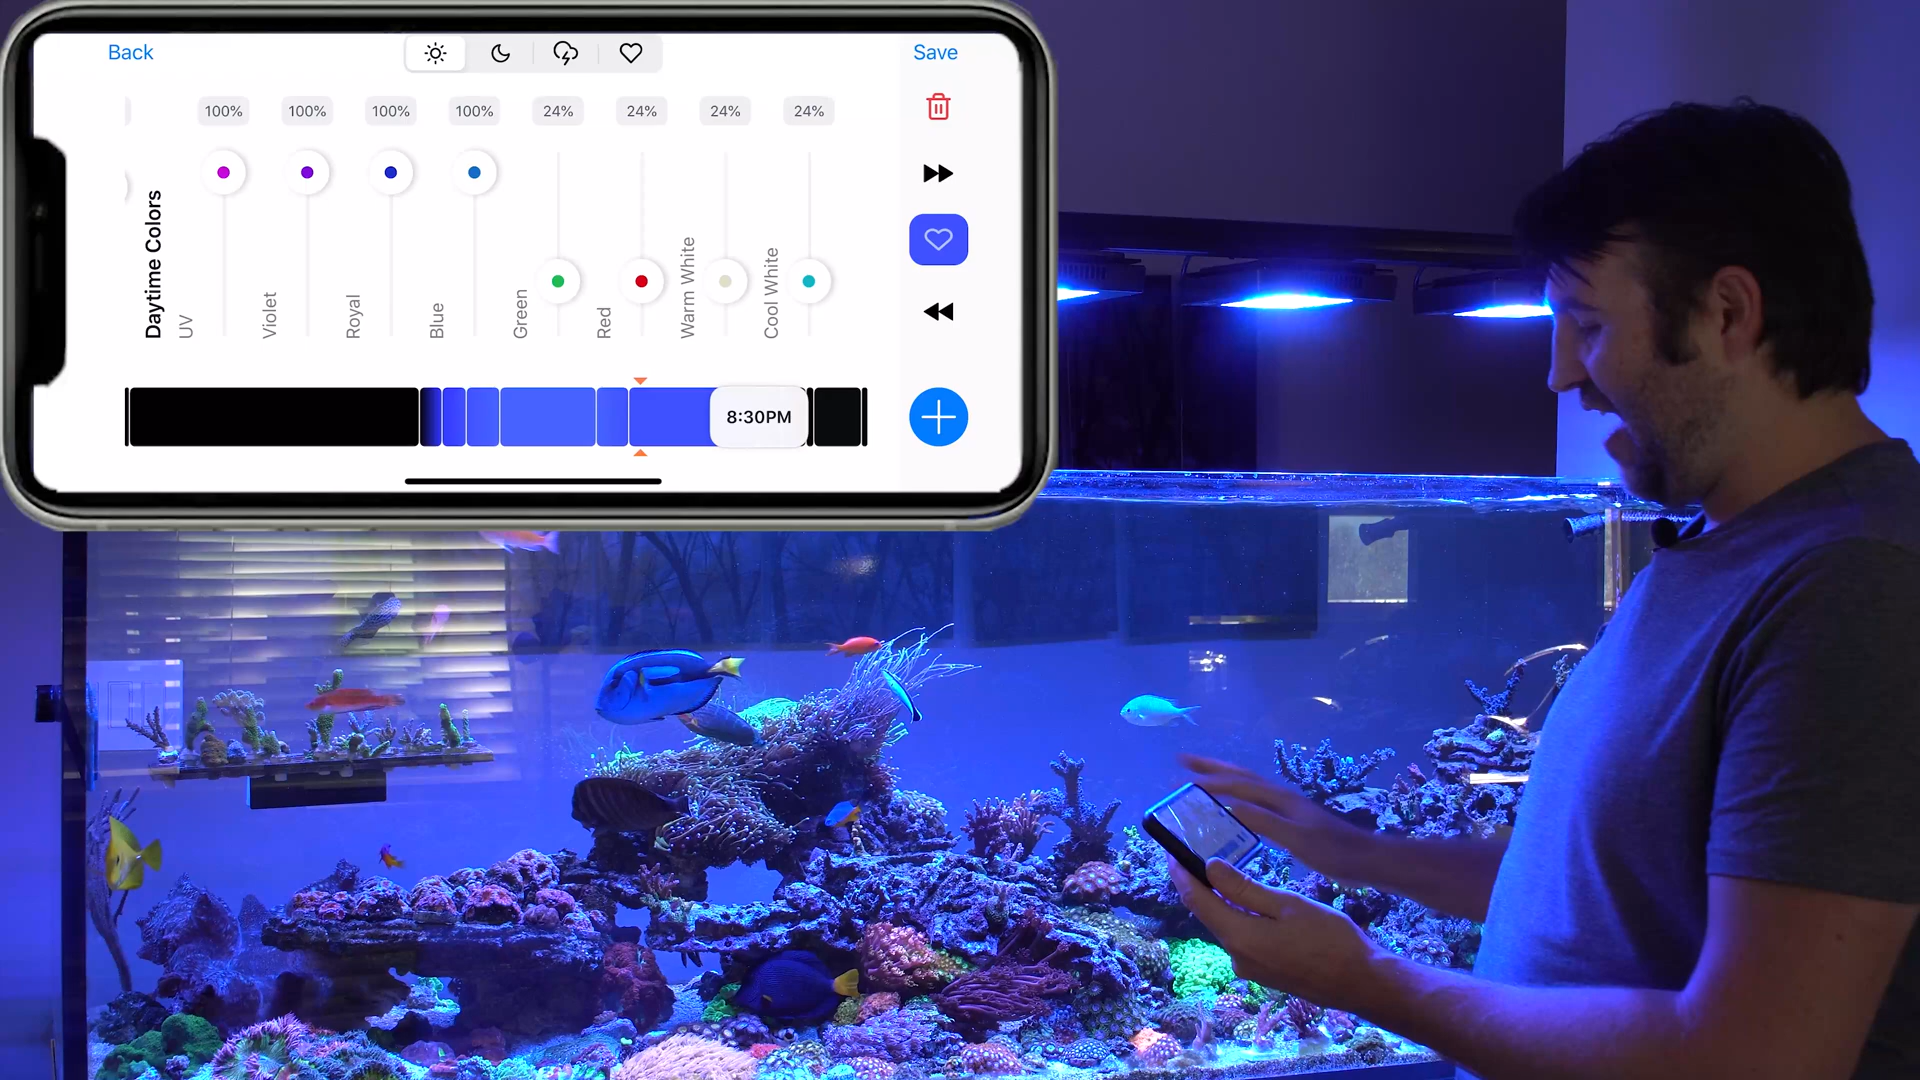 Back
Save
100%
100%
100%
100%
24%
24%
24%
24%
Daytime Colors
UV
Violet
Royal
Blue
Green
Red
Warm White
Cool White
8:30PM